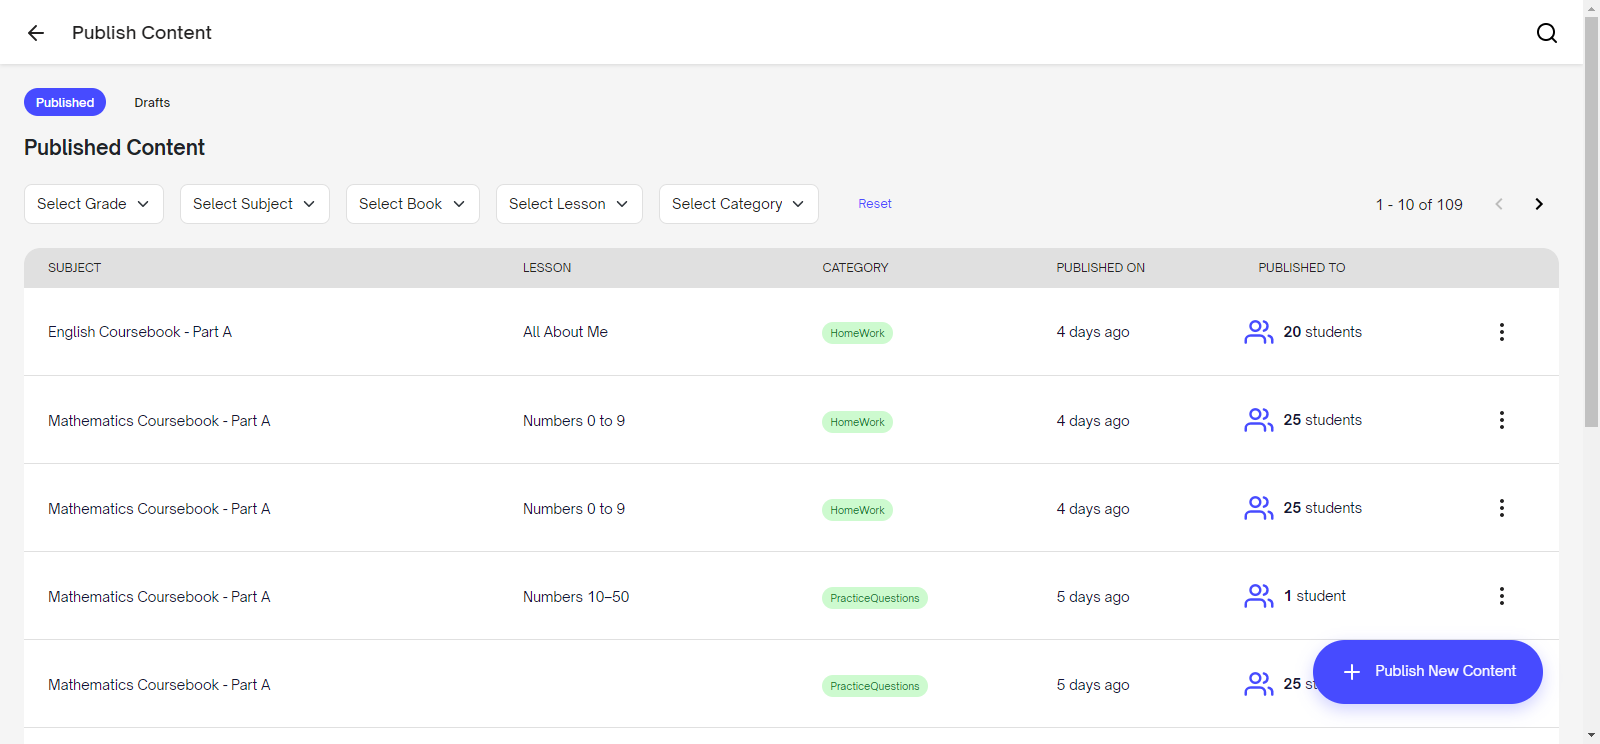 Publish Content
Published Drafts
Published Content
Select Grade Select Subject Select Book Select Lesson Select Category Reset 1 - 10 of 109
SUBJECT LESSON CATEGORY PUBLISHED ON PUBLISHED TO
English Coursebook - Part A All About Me HomeWork 4 days ago 20 students
Mathematics Coursebook - Part A Numbers 0 to 9 HomeWork 4 days ago 25 students
Mathematics Coursebook - Part A Numbers 0 to 9 HomeWork 4 days ago 25 students
Mathematics Coursebook - Part A Numbers 10–50 PracticeQuestions 5 days ago 1 student
Mathematics Coursebook - Part A PracticeQuestions 5 days ago 25
Publish New Content